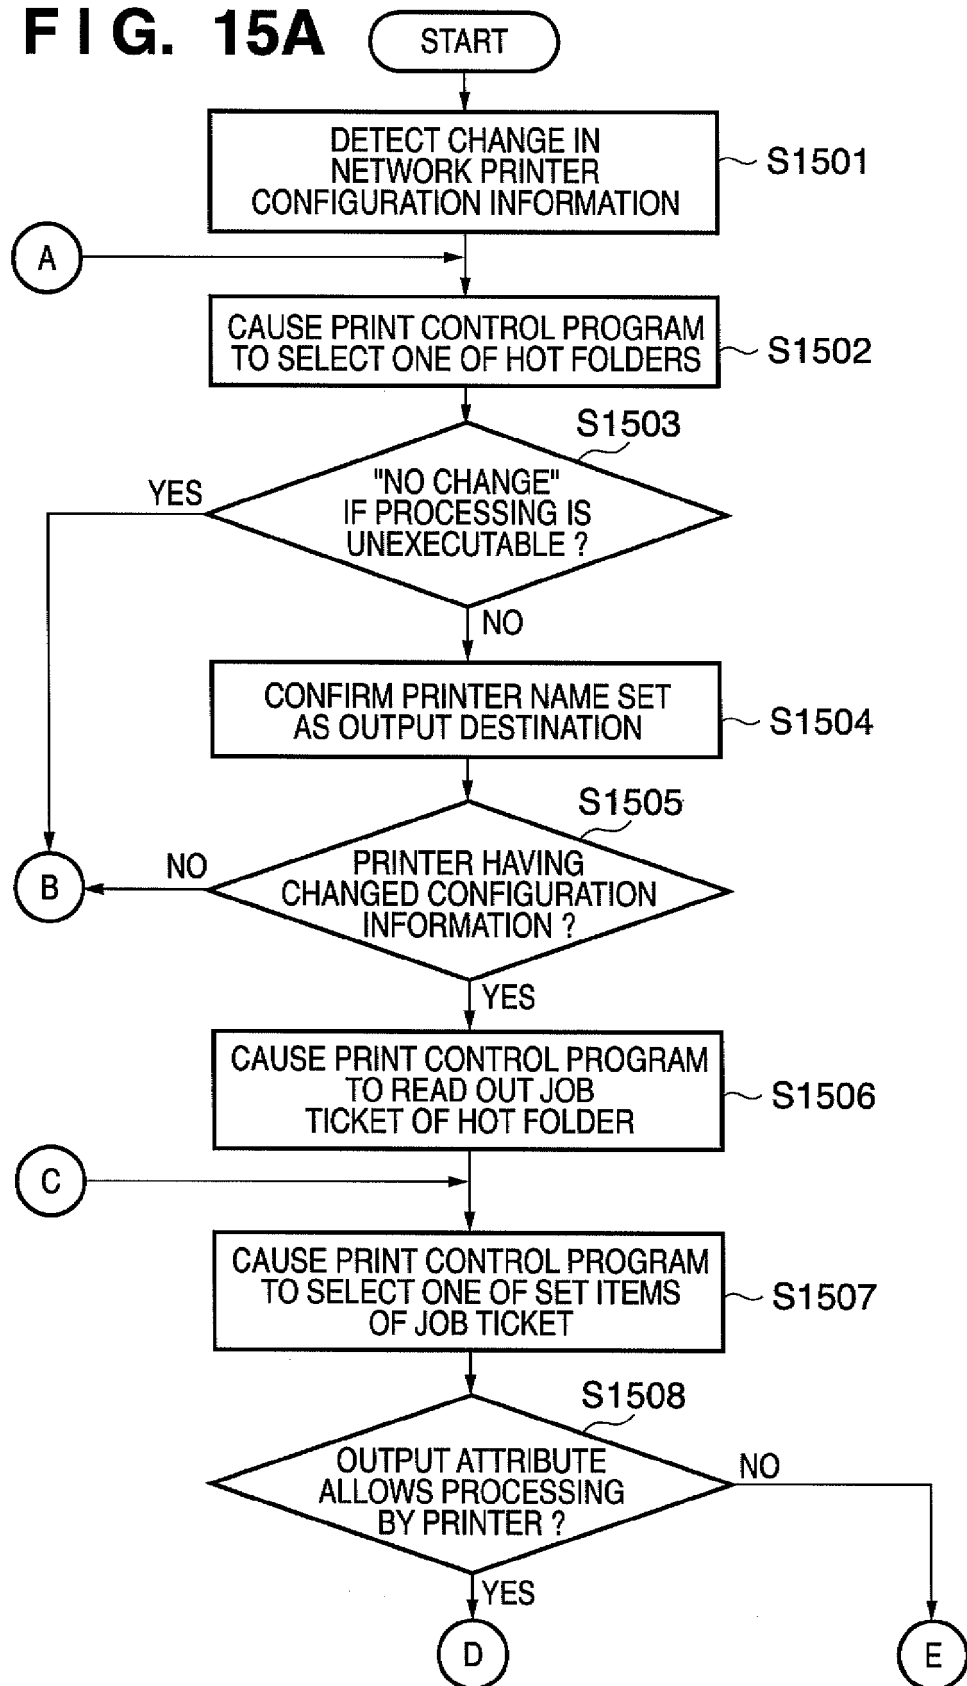 FIG. 15A
START
DETECT CHANGE IN
NETWORK PRINTER
CONFIGURATION INFORMATION
S1501
A
CAUSE PRINT CONTROL PROGRAM
TO SELECT ONE OF HOT FOLDERS
S1502
S1503
YES
"NO CHANGE"
IF PROCESSING IS
UNEXECUTABLE ?
NO
CONFIRM PRINTER NAME SET
AS OUTPUT DESTINATION
S1504
S1505
B
NO
PRINTER HAVING
CHANGED CONFIGURATION
INFORMATION ?
YES
CAUSE PRINT CONTROL PROGRAM
TO READ OUT JOB
TICKET OF HOT FOLDER
S1506
C
CAUSE PRINT CONTROL PROGRAM
TO SELECT ONE OF SET ITEMS
OF JOB TICKET
S1507
S1508
OUTPUT ATTRIBUTE
ALLOWS PROCESSING
BY PRINTER ?
NO
YES
D
E